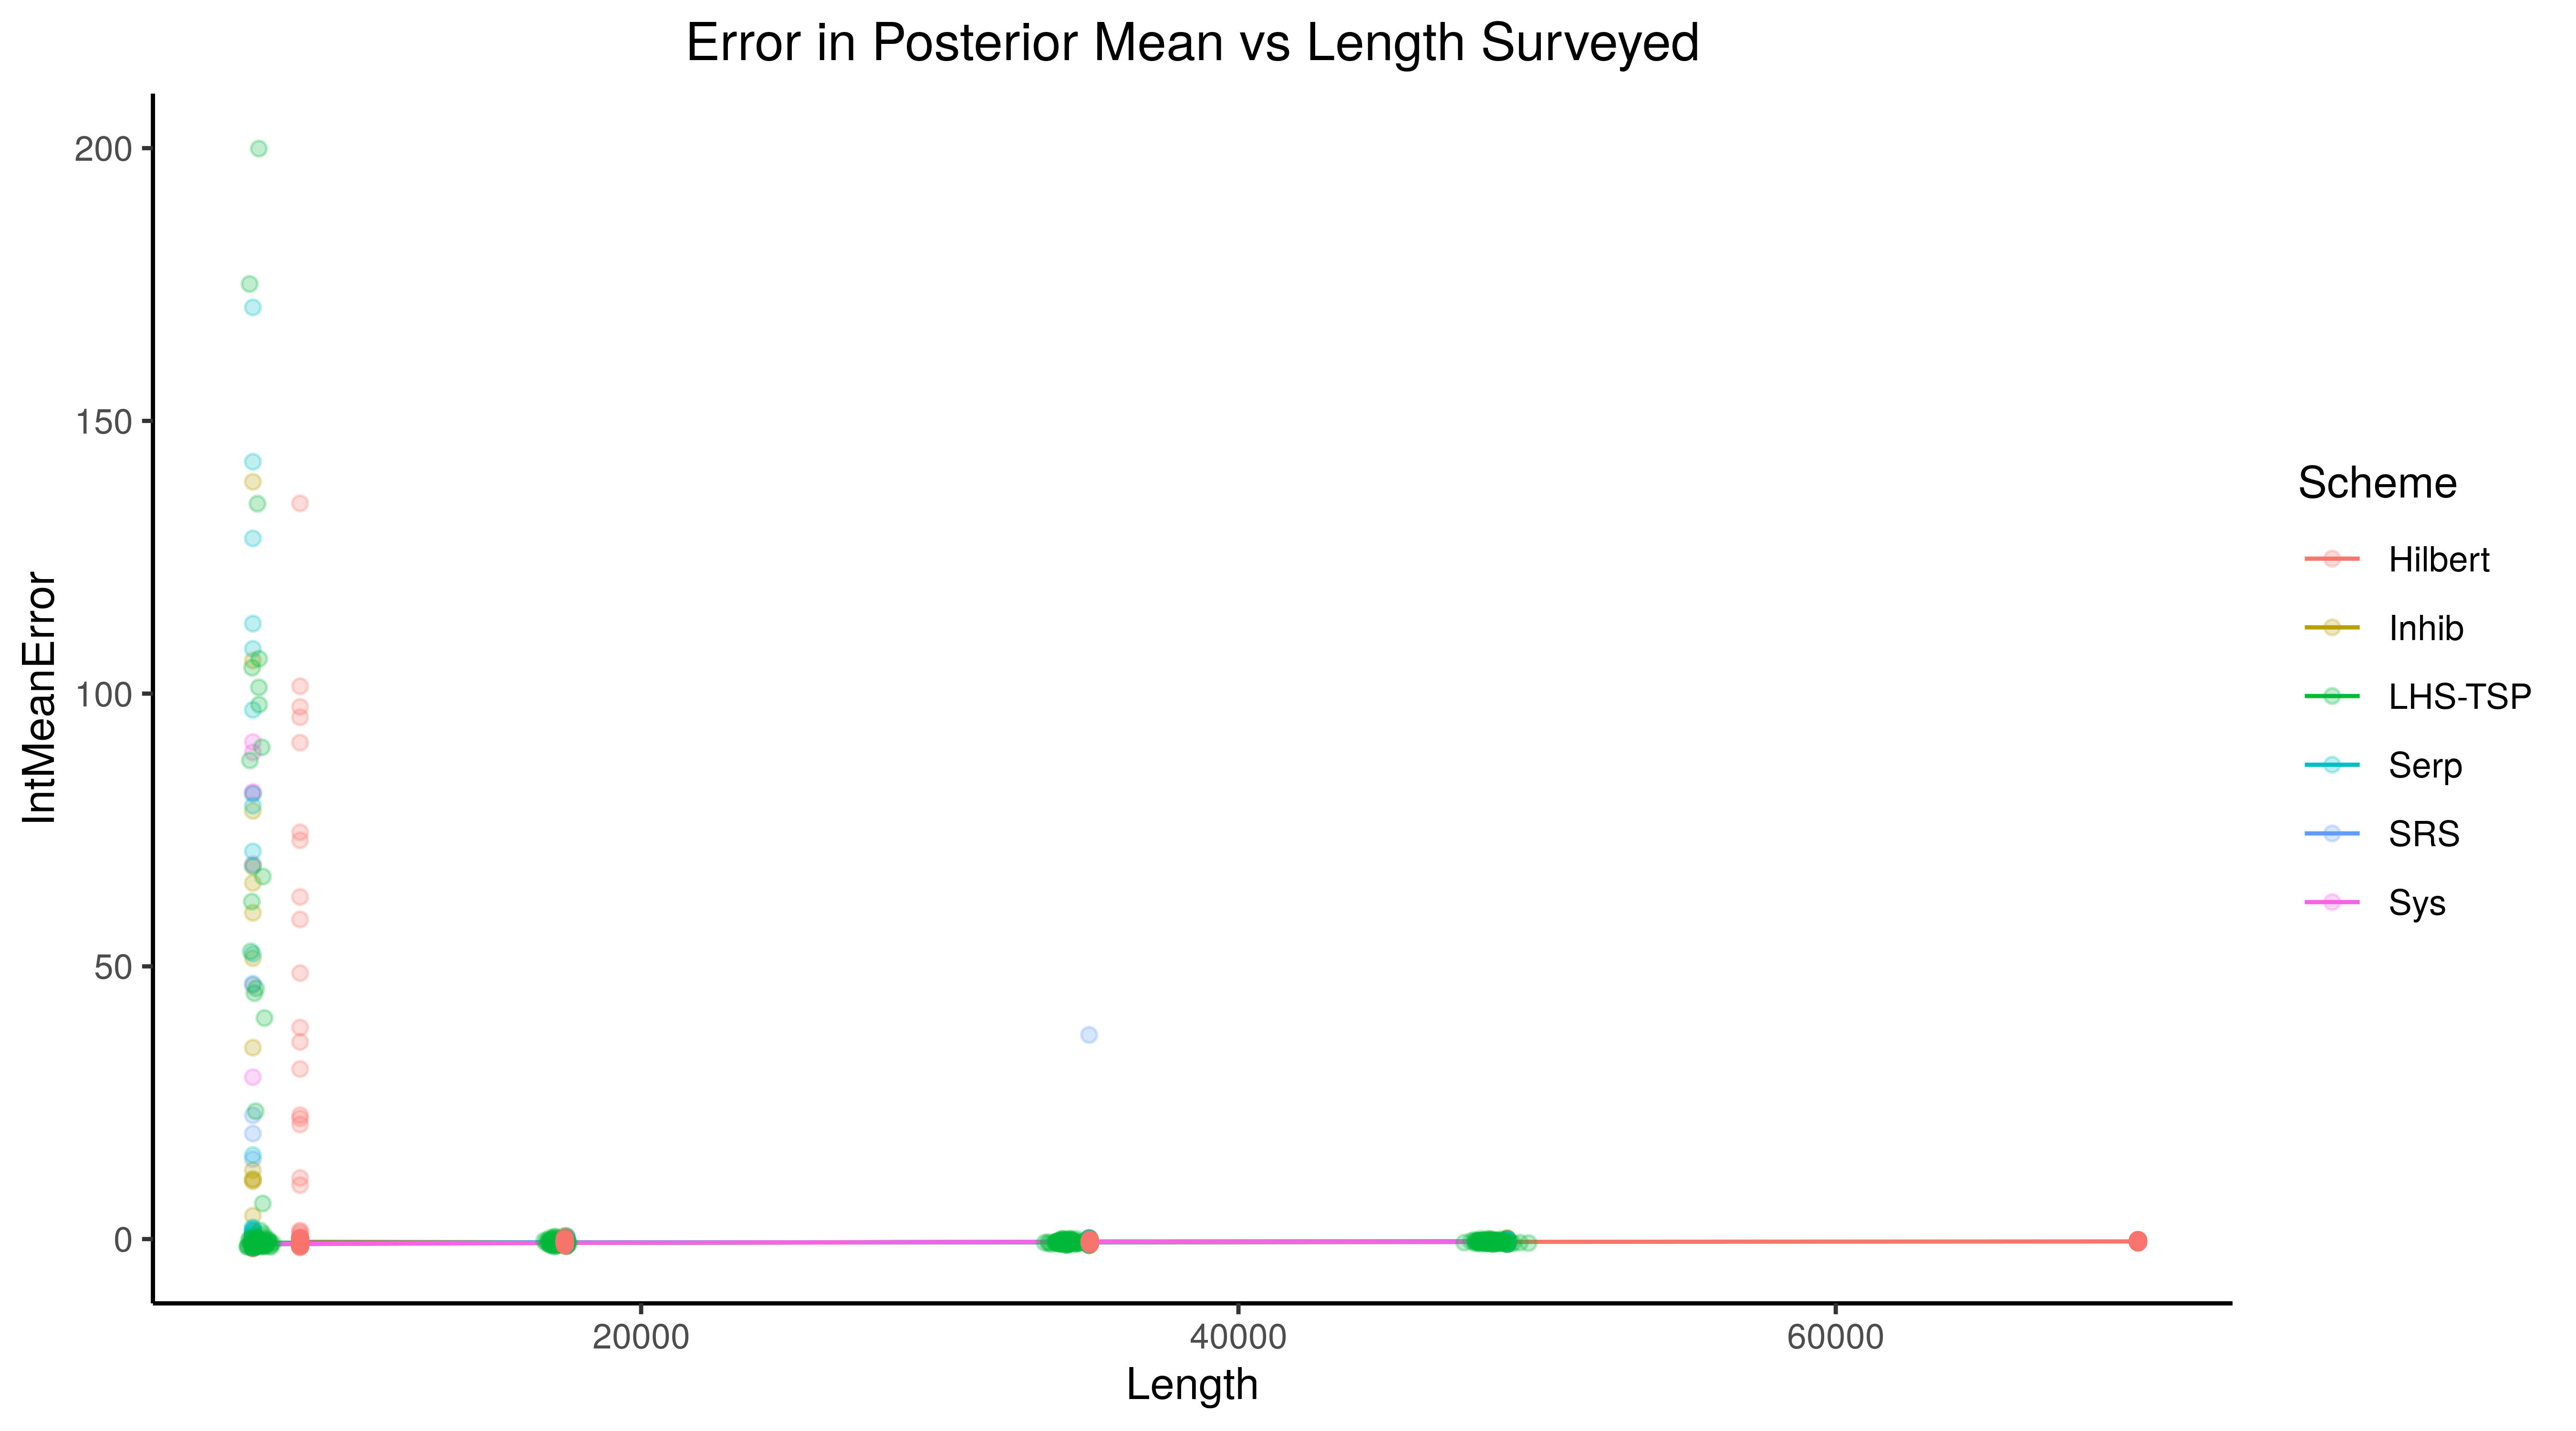 Error in Posterior Mean vs Length Surveyed
IntMeanError
200
150
100
50
0
20000
40000
60000
Length
Scheme
Hilbert
Inhib
LHS-TSP
Serp
SRS
Sys